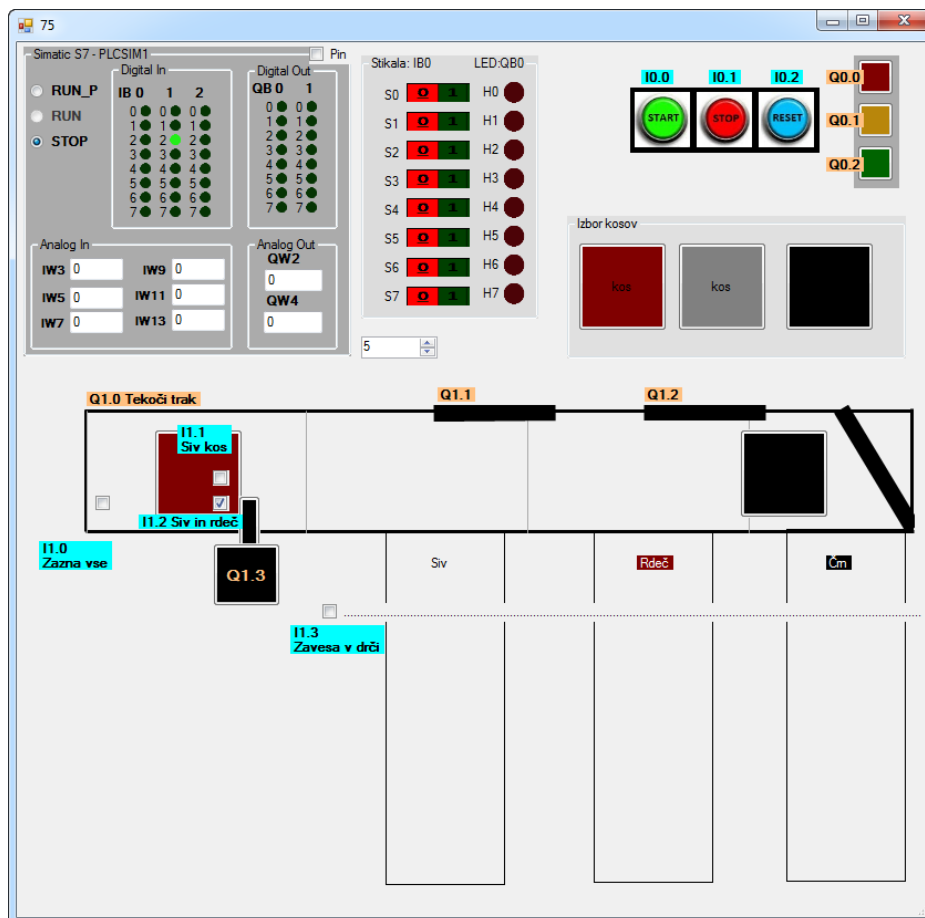 75
Simatic S7 - PLCSIM1
Pin
RUN_P
RUN
STOP
Digital In
IB 0 1 2
0 0 0
1 1 1
2 2 2
3 3 3
4 4 4
5 5 5
6 6 6
7 7 7
Digital Out
QB 0 1
0 0
1 1
2 2
3 3
4 4
5 5
6 6
7 7
Analog In
IW3 0 IW9 0
IW5 0 IW11 0
IW7 0 IW13 0
Analog Out
QW2
0
QW4
0
Stikala: IB0 LED:QB0
S0 0 1 H0
S1 0 1 H1
S2 0 1 H2
S3 0 1 H3
S4 0 1 H4
S5 0 1 H5
S6 0 1 H6
S7 0 1 H7
5
I0.0 I0.1 I0.2
START STOP RESET
Q0.0
Q0.1
Q0.2
Izbor kosov
kos kos
Q1.0 Tekoči trak
Q1.1
Q1.2
I1.1
Siv kos
I1.2 Siv in rdeč
I1.0
Zazna vse
Q1.3
Siv
Rdeč
Črn
I1.3
Zavesa v drči